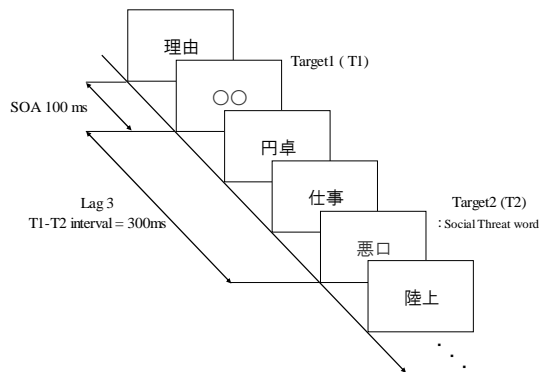 理由
Target1 ( T1)
○○
SOA 100 ms
円卓
仕事
Lag 3
T1-T2 interval = 300ms
Target2 (T2)
: Social Threat word
悪口
陸上